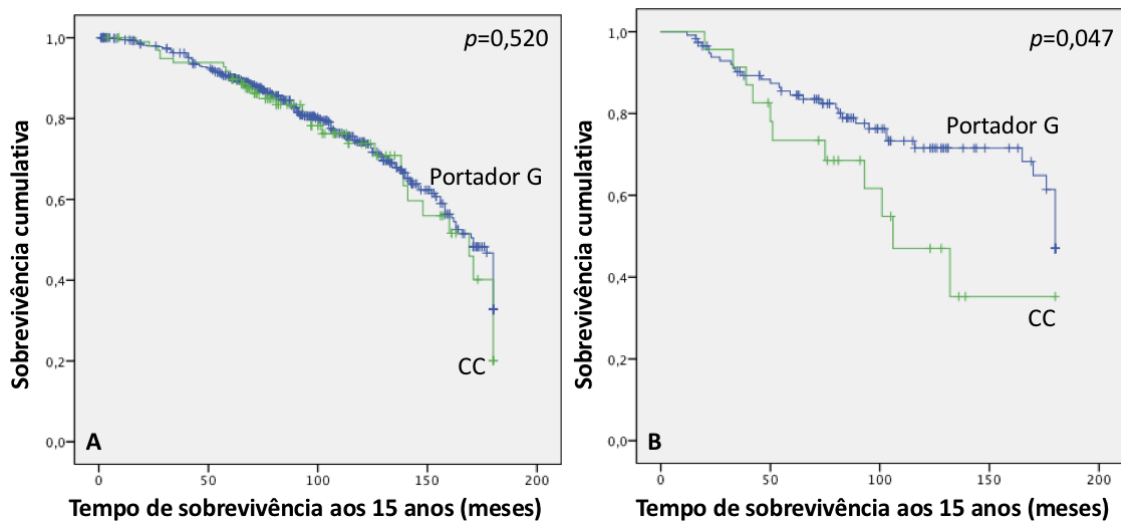 p=0,520
1,0
0,8
0,6
0,4
0,2
0,0
Sobrevivência cumulativa
Portador G
CC
A
0
50
100
150
200
Tempo de sobrevivência aos 15 anos (meses)
p=0,047
1,0
0,8
0,6
0,4
0,2
0,0
Sobrevivência cumulativa
Portador G
CC
B
0
50
100
150
200
Tempo de sobrevivência aos 15 anos (meses)